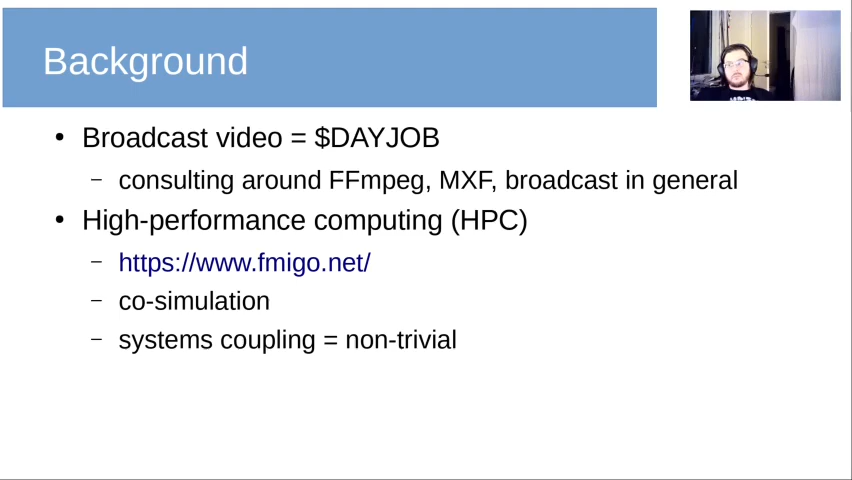 Background
• Broadcast video = $DAYJOB
– consulting around FFmpeg, MXF, broadcast in general
• High-performance computing (HPC)
– https://www.fmigo.net/
– co-simulation
– systems coupling = non-trivial